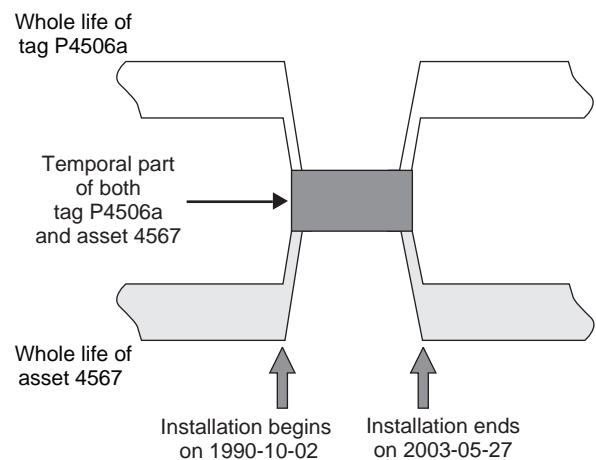 Whole life of
tag P4506a
Temporal part
of both
tag P4506a
and asset 4567
Whole life of
asset 4567
Installation begins
on 1990-10-02
Installation ends
on 2003-05-27